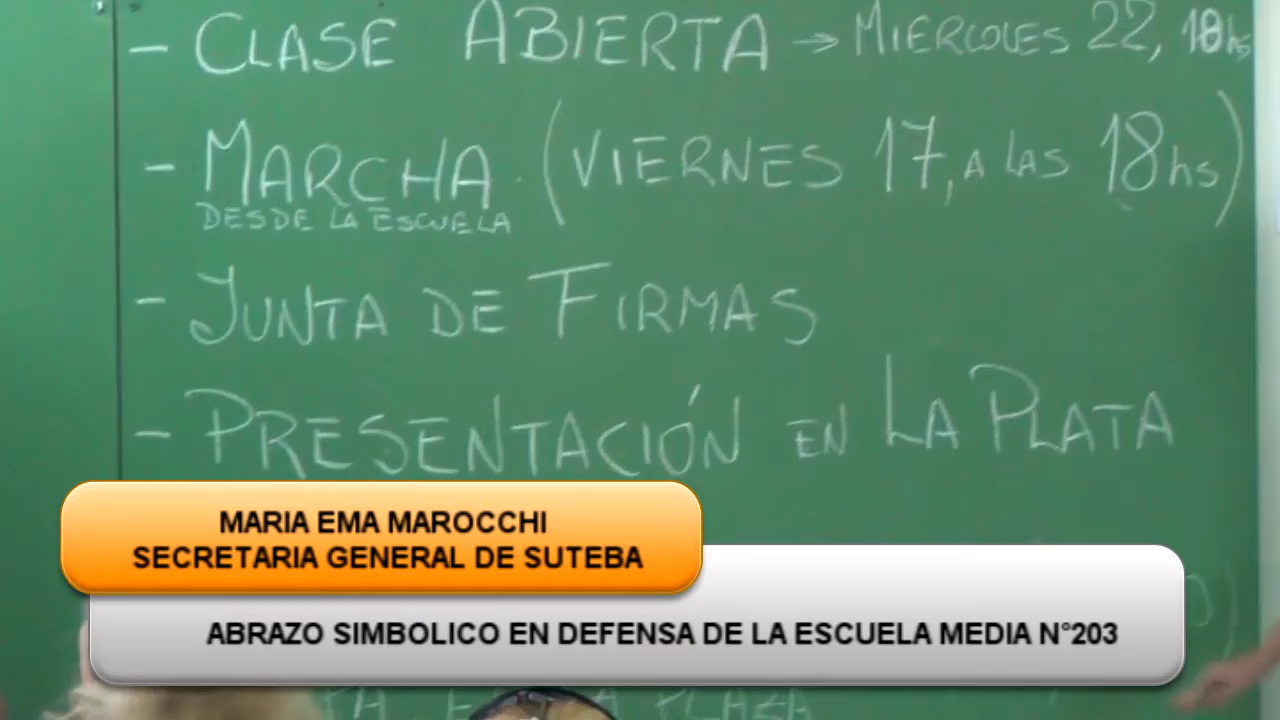 - CLASE ABIERTA → MIERCOLES 22, 18hs
- MARCHA (VIERNES 17, A LAS 18hs)
DESDE LA ESCUELA
- JUNTA DE FIRMAS
- PRESENTACIÓN EN LA PLATA
MARIA EMA MAROCCHI
SECRETARIA GENERAL DE SUTEBA
ABRAZO SIMBOLICO EN DEFENSA DE LA ESCUELA MEDIA N°203
PLAZA